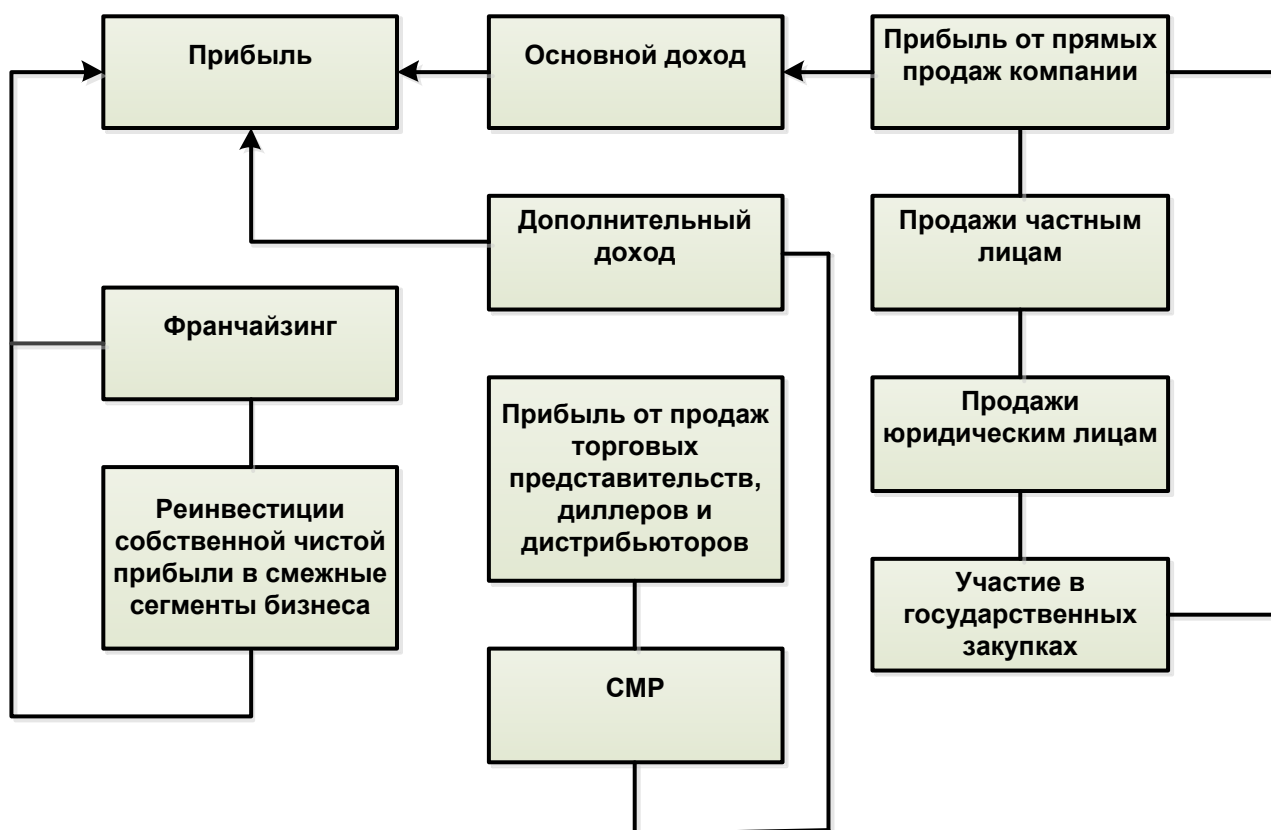 Прибыль
Основной доход
Прибыль от прямых
продаж компании
Дополнительный
доход
Продажи частным
лицам
Франчайзинг
Прибыль от продаж
торговых
представительств,
диллеров и
дистрибьюторов
Продажи
юридическим лицам
Реинвестиции
собственной чистой
прибыли в смежные
сегменты бизнеса
СМР
Участие в
государственных
закупках